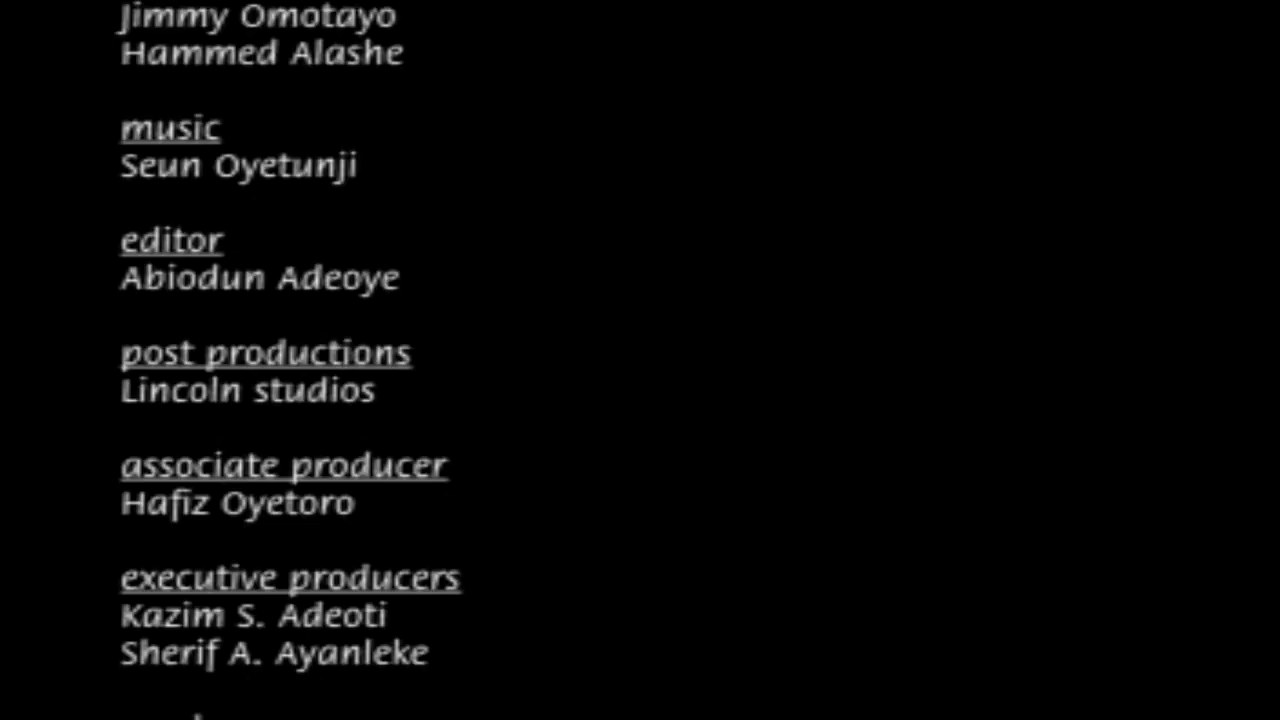 Jimmy Omotayo
Hammed Alashe
music
Seun Oyetunji
editor
Abiodun Adeoye
post productions
Lincoln studios
associate producer
Hafiz Oyetoro
executive producers
Kazim S. Adeoti
Sherif A. Ayanleke